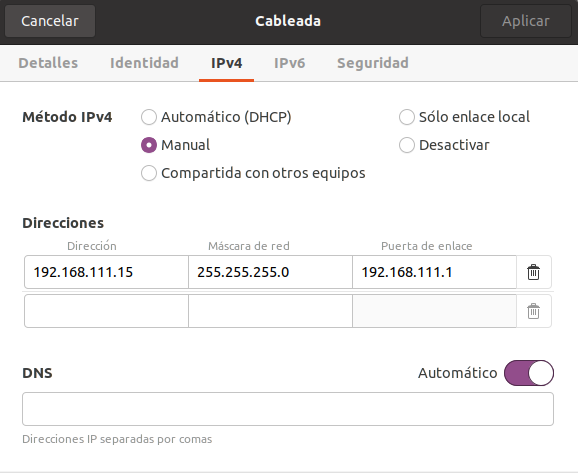 Cancelar Cableada Aplicar
Detalles Identidad IPv4 IPv6 Seguridad
Método IPv4 Automático (DHCP) Sólo enlace local
Manual Desactivar
Compartida con otros equipos
Direcciones
Dirección Máscara de red Puerta de enlace
192.168.111.15 255.255.255.0 192.168.111.1
DNS Automático
Direcciones IP separadas por comas